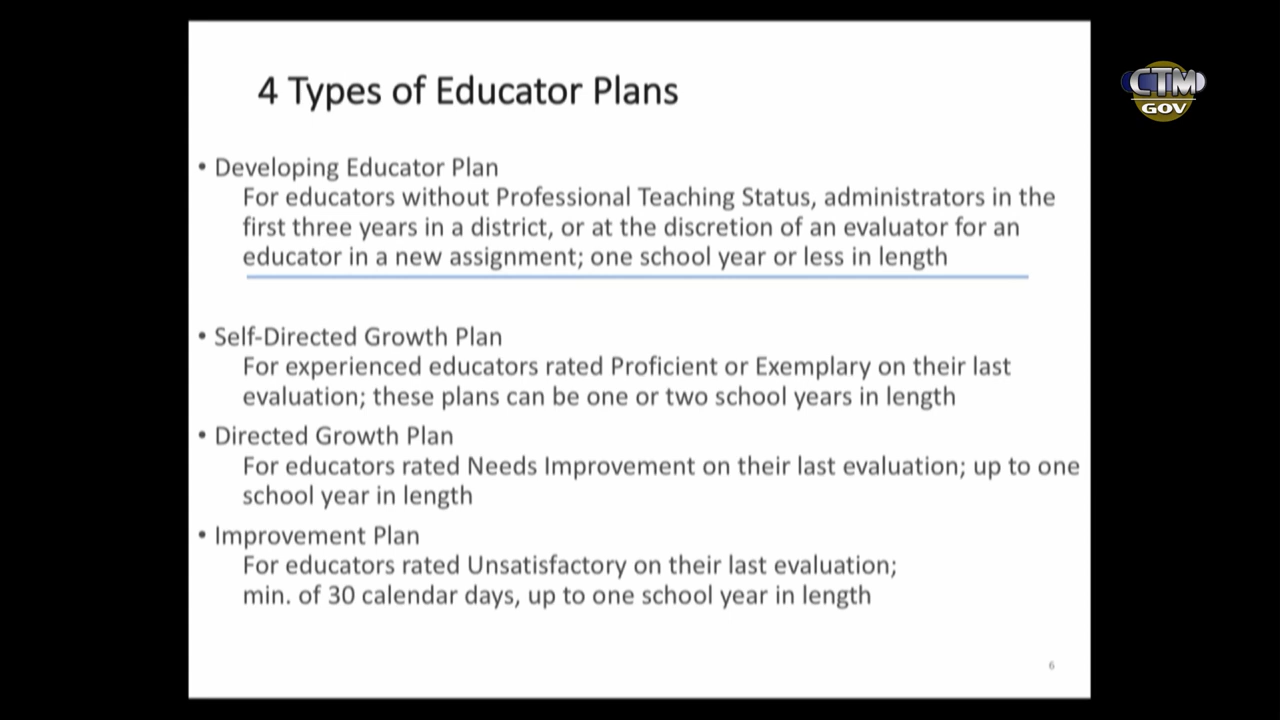 4 Types of Educator Plans
CTM
GOV
• Developing Educator Plan
For educators without Professional Teaching Status, administrators in the
first three years in a district, or at the discretion of an evaluator for an
educator in a new assignment; one school year or less in length
• Self-Directed Growth Plan
For experienced educators rated Proficient or Exemplary on their last
evaluation; these plans can be one or two school years in length
• Directed Growth Plan
For educators rated Needs Improvement on their last evaluation; up to one
school year in length
• Improvement Plan
For educators rated Unsatisfactory on their last evaluation;
min. of 30 calendar days, up to one school year in length
6